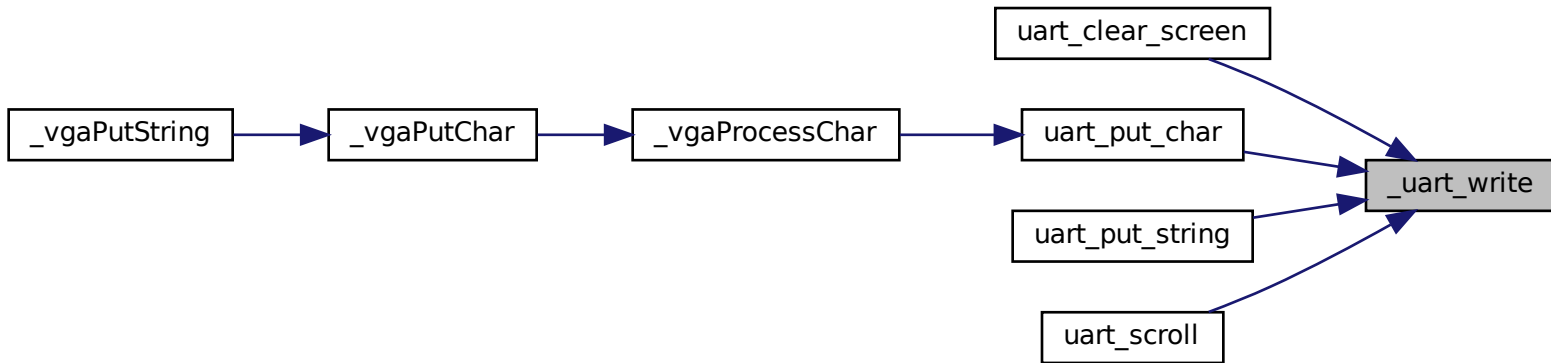 uart_clear_screen
_vgaPutString
_vgaPutChar
_vgaProcessChar
uart_put_char
_uart_write
uart_put_string
uart_scroll